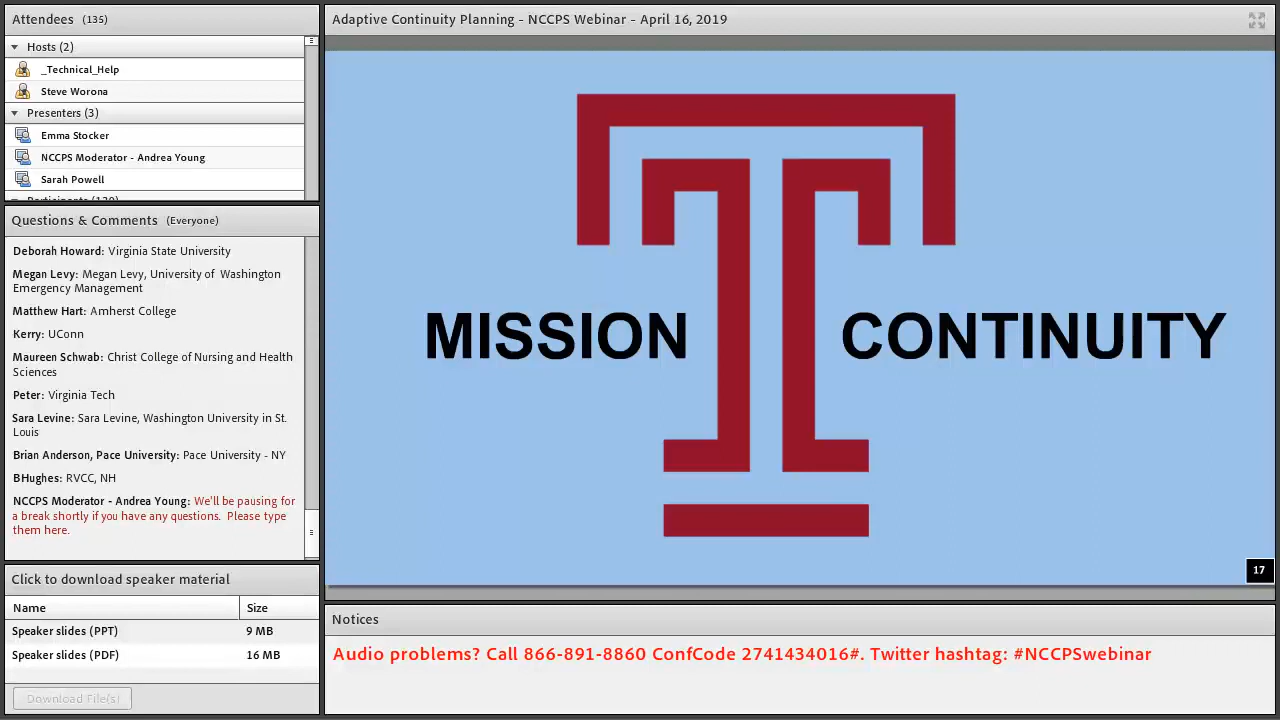 Attendees (135)
Hosts (2)
_Technical_Help
Steve Worona
Presenters (3)
Emma Stocker
NCCPS Moderator - Andrea Young
Sarah Powell
Participants (130)
Questions & Comments (Everyone)
Deborah Howard: Virginia State University
Megan Levy: Megan Levy, University of Washington
Emergency Management
Matthew Hart: Amherst College
Kerry: UConn
Maureen Schwab: Christ College of Nursing and Health
Sciences
Peter: Virginia Tech
Sara Levine: Sara Levine, Washington University in St.
Louis
Brian Anderson, Pace University: Pace University - NY
BHughes: RVCC, NH
NCCPS Moderator - Andrea Young: We'll be pausing for
a break shortly if you have any questions. Please type
them here.
Click to download speaker material
Name Size
Speaker slides (PPT) 9 MB
Speaker slides (PDF) 16 MB
Download File(s)
Adaptive Continuity Planning - NCCPS Webinar - April 16, 2019
MISSION CONTINUITY
17
Notices
Audio problems? Call 866-891-8860 ConfCode 2741434016#. Twitter hashtag: #NCCPSwebinar